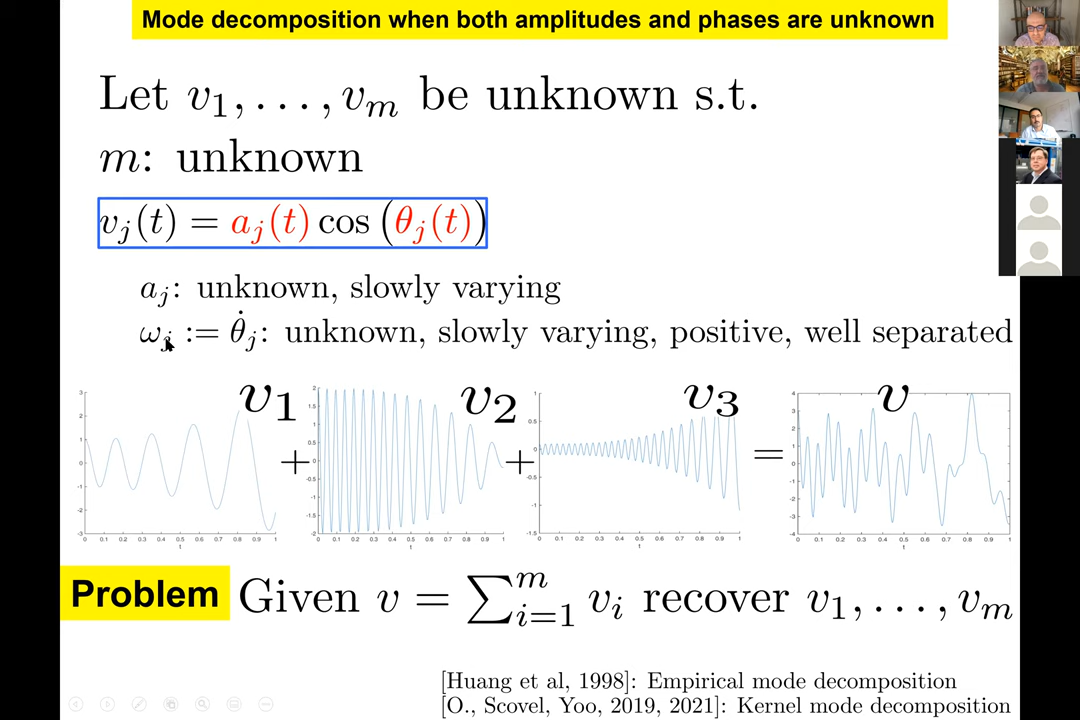 Mode decomposition when both amplitudes and phases are unknown
Let v₁, . . . , vₘ be unknown s.t.
m: unknown
vⱼ(t) = aⱼ(t) cos (θⱼ(t))
aⱼ: unknown, slowly varying
ωⱼ := θ̇ⱼ: unknown, slowly varying, positive, well separated
v₁ + v₂ + v₃ = v
Problem Given v = ∑ᵢ₌₁ᵐ vᵢ recover v₁, . . . , vₘ
[Huang et al, 1998]: Empirical mode decomposition
[O., Scovel, Yoo, 2019, 2021]: Kernel mode decomposition